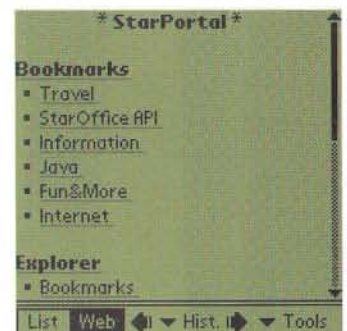 * StarPortal *
Bookmarks
▪ Travel
▪ StarOffice API
▪ Information
▪ Java
▪ Fun&More
▪ Internet
Explorer
▪ Bookmarks
List Web Hist. Tools